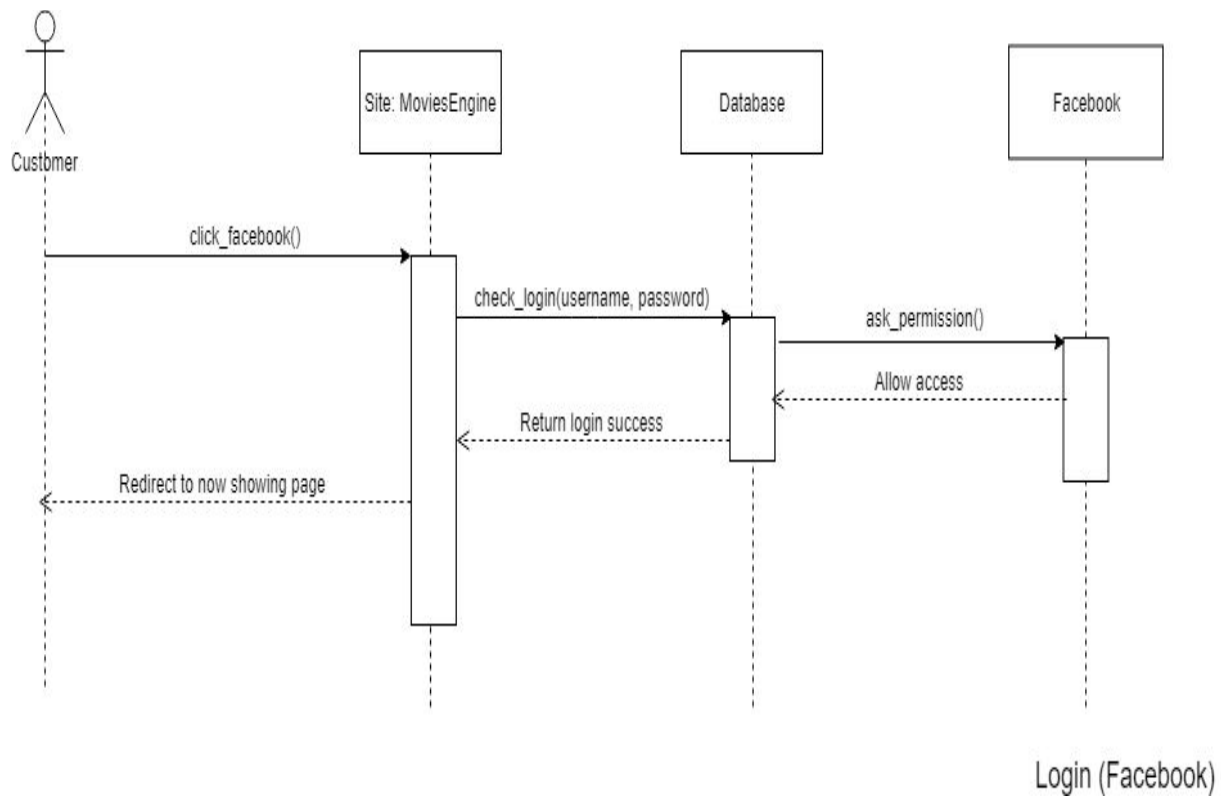 Site: MoviesEngine
Database
Facebook
Customer
click_facebook()
check_login(username, password)
ask_permission()
Allow access
Return login success
Redirect to now showing page
Login (Facebook)